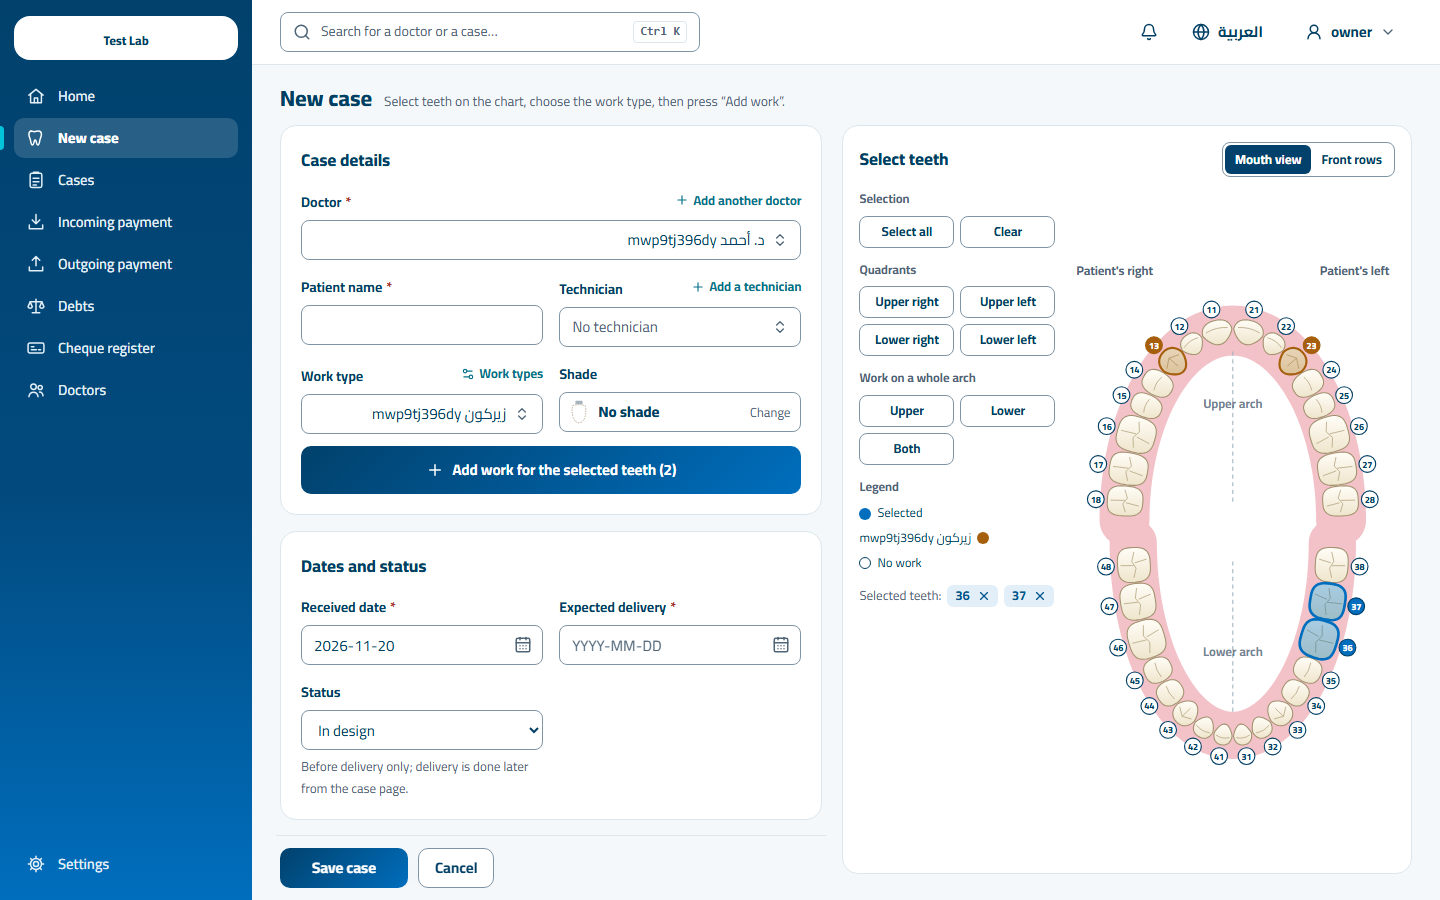 Test Lab
Home
New case
Cases
Incoming payment
Outgoing payment
Debts
Cheque register
Doctors
Settings
Search for a doctor or a case... Ctrl K
العربية
owner
New case Select teeth on the chart, choose the work type, then press “Add work”.
Case details
Doctor * + Add another doctor
د. أحمد mwp9tj396dy
Patient name *
Technician + Add a technician
No technician
Work type Work types
زيركون mwp9tj396dy
Shade
No shade Change
+ Add work for the selected teeth (2)
Dates and status
Received date *
2026-11-20
Expected delivery *
YYYY-MM-DD
Status
In design
Before delivery only; delivery is done later
from the case page.
Save case Cancel
Select teeth
Mouth view Front rows
Selection
Select all Clear
Quadrants
Upper right Upper left
Lower right Lower left
Work on a whole arch
Upper Lower
Both
Legend
Selected
زيركون mwp9tj396dy
No work
Selected teeth: 36 × 37 ×
Patient's right Patient's left
11 21
12 22
13 23
14 24
15 25
Upper arch
16 26
17 27
18 28
48 38
47 37
46 36
Lower arch
45 35
44 34
43 33
42 32
41 31